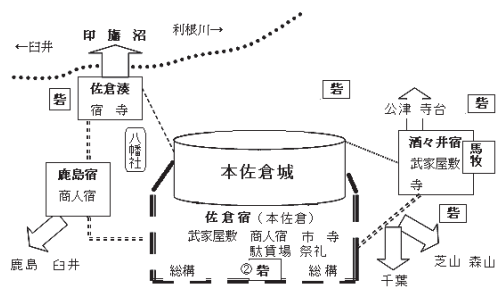 ←臼井
印旛沼
利根川→
佐倉湊
宿 寺
砦
砦
砦
公津 寺台
八幡社
酒々井宿
武家屋敷
寺
馬牧
本佐倉城
鹿島宿
商人宿
佐倉宿(本佐倉)
武家屋敷 商人宿 市 寺
駄賃場 祭礼
砦
鹿島 臼井
総構
②砦
総構
千葉
芝山 森山